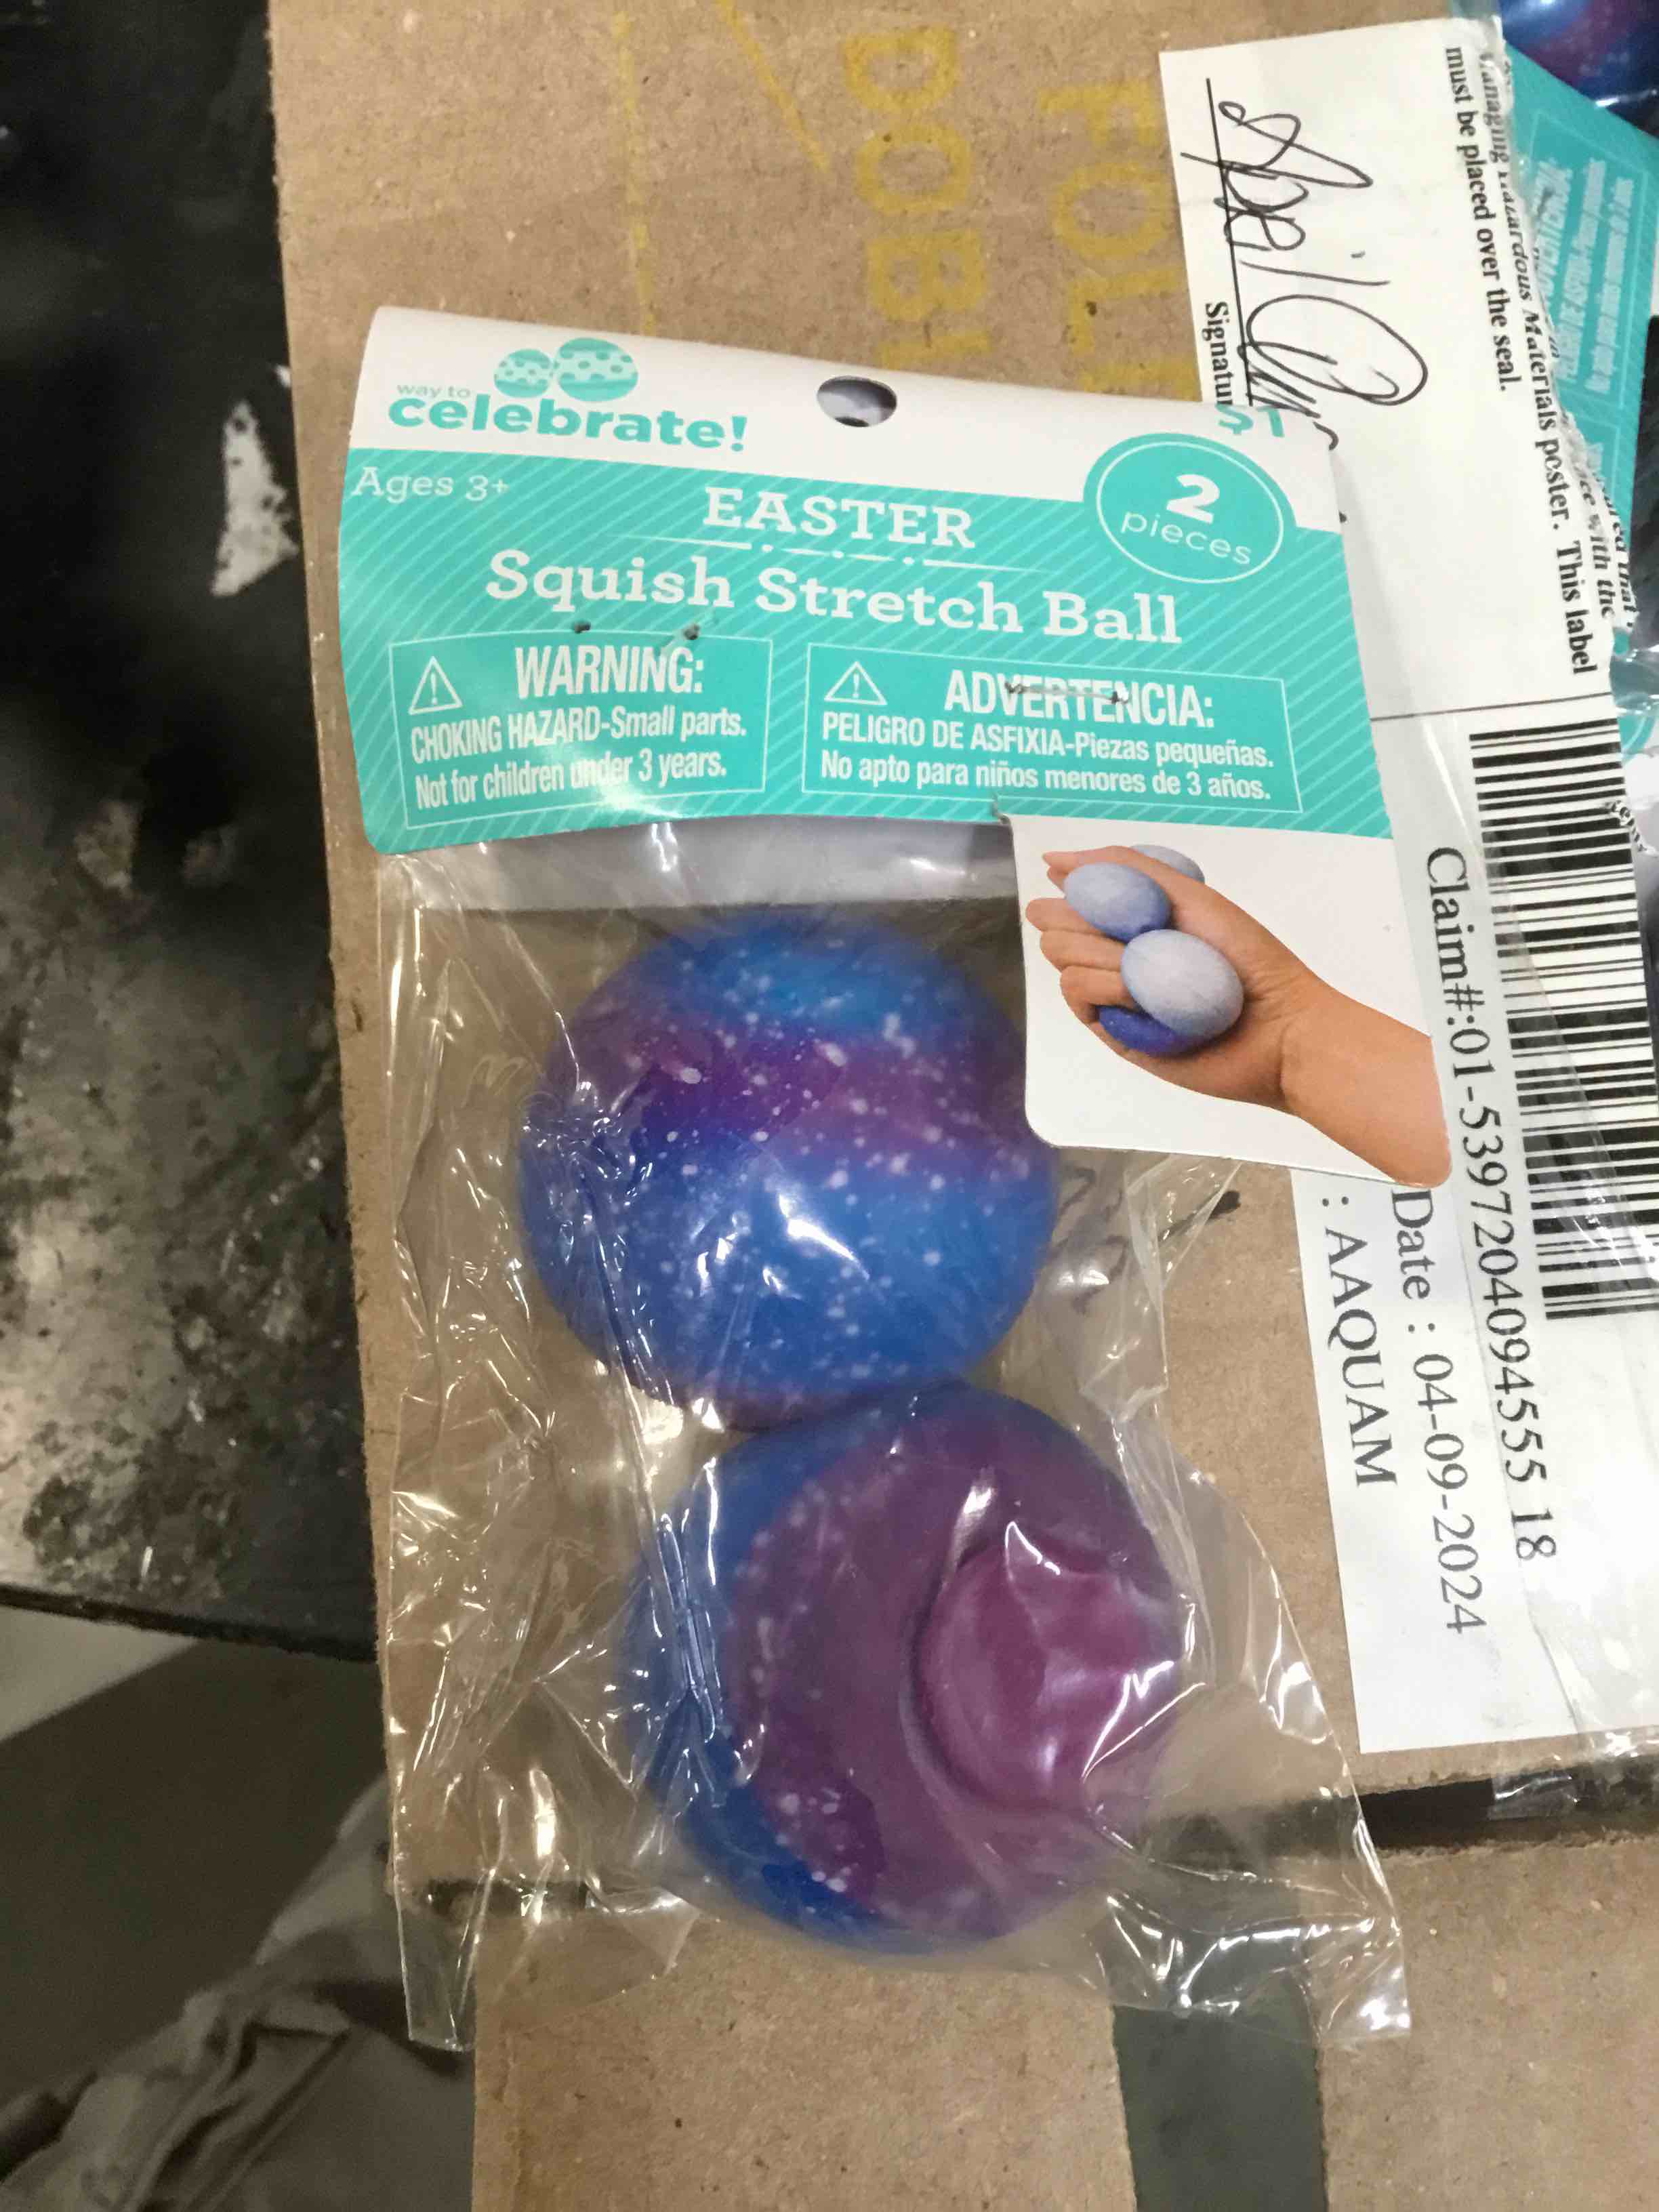 way to
celebrate!
$1
Ages 3+
EASTER
Squish Stretch Ball
2
pieces
WARNING:
CHOKING HAZARD-Small parts.
Not for children under 3 years.
ADVERTENCIA:
PELIGRO DE ASFIXIA-Piezas pequeñas.
No apto para niños menores de 3 años.
Hazardous Materials poster. This label
must be placed over the seal.
Claim#:01-5397204094555 18
Date : 04-09-2024
: AAQUAM